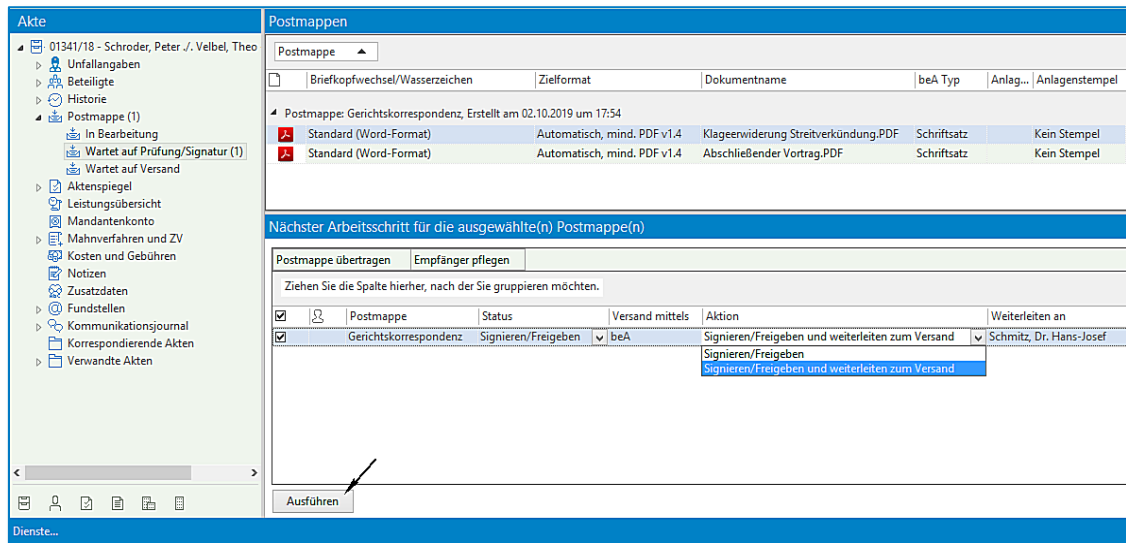 Akte
01341/18 - Schroder, Peter ./. Velbel, Theo
Unfallangaben
Beteiligte
Historie
Postmappe (1)
In Bearbeitung
Wartet auf Prüfung/Signatur (1)
Wartet auf Versand
Aktenspiegel
Leistungsübersicht
Mandantenkonto
Mahnverfahren und ZV
Kosten und Gebühren
Notizen
Zusatzdaten
Fundstellen
Kommunikationsjournal
Korrespondierende Akten
Verwandte Akten
Postmappen
Postmappe
Briefkopfwechsel/Wasserzeichen Zielformat Dokumentname beA Typ Anlag... Anlagenstempel
Postmappe: Gerichtskorrespondenz, Erstellt am 02.10.2019 um 17:54
Standard (Word-Format) Automatisch, mind. PDF v1.4 Klageerwiderung Streitverkündung.PDF Schriftsatz Kein Stempel
Standard (Word-Format) Automatisch, mind. PDF v1.4 Abschließender Vortrag.PDF Schriftsatz Kein Stempel
Nächster Arbeitsschritt für die ausgewählte(n) Postmappe(n)
Postmappe übertragen Empfänger pflegen
Ziehen Sie die Spalte hierher, nach der Sie gruppieren möchten.
Postmappe Status Versand mittels Aktion Weiterleiten an
Gerichtskorrespondenz Signieren/Freigeben beA Signieren/Freigeben und weiterleiten zum Versand Schmitz, Dr. Hans-Josef
Signieren/Freigeben
Signieren/Freigeben und weiterleiten zum Versand
Ausführen
Dienste...